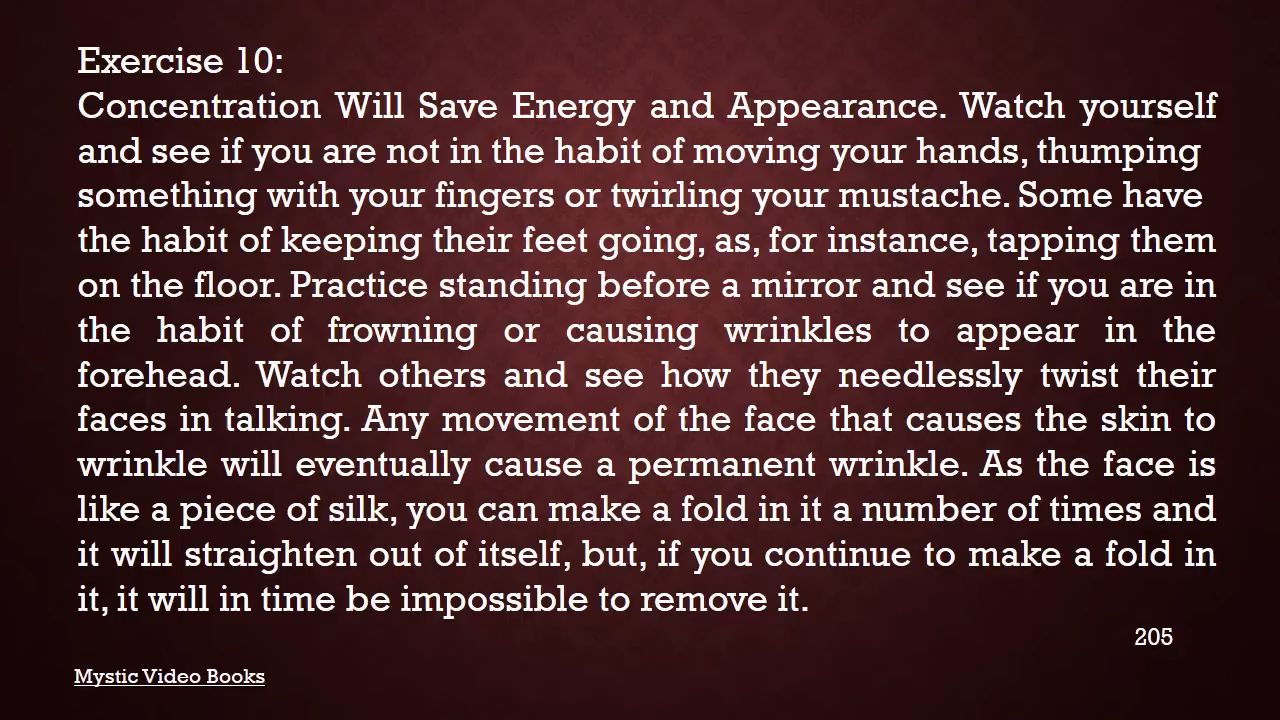 Exercise 10:
Concentration Will Save Energy and Appearance. Watch yourself
and see if you are not in the habit of moving your hands, thumping
something with your fingers or twirling your mustache. Some have
the habit of keeping their feet going, as, for instance, tapping them
on the floor. Practice standing before a mirror and see if you are in
the habit of frowning or causing wrinkles to appear in the
forehead. Watch others and see how they needlessly twist their
faces in talking. Any movement of the face that causes the skin to
wrinkle will eventually cause a permanent wrinkle. As the face is
like a piece of silk, you can make a fold in it a number of times and
it will straighten out of itself, but, if you continue to make a fold in
it, it will in time be impossible to remove it.
205
Mystic Video Books